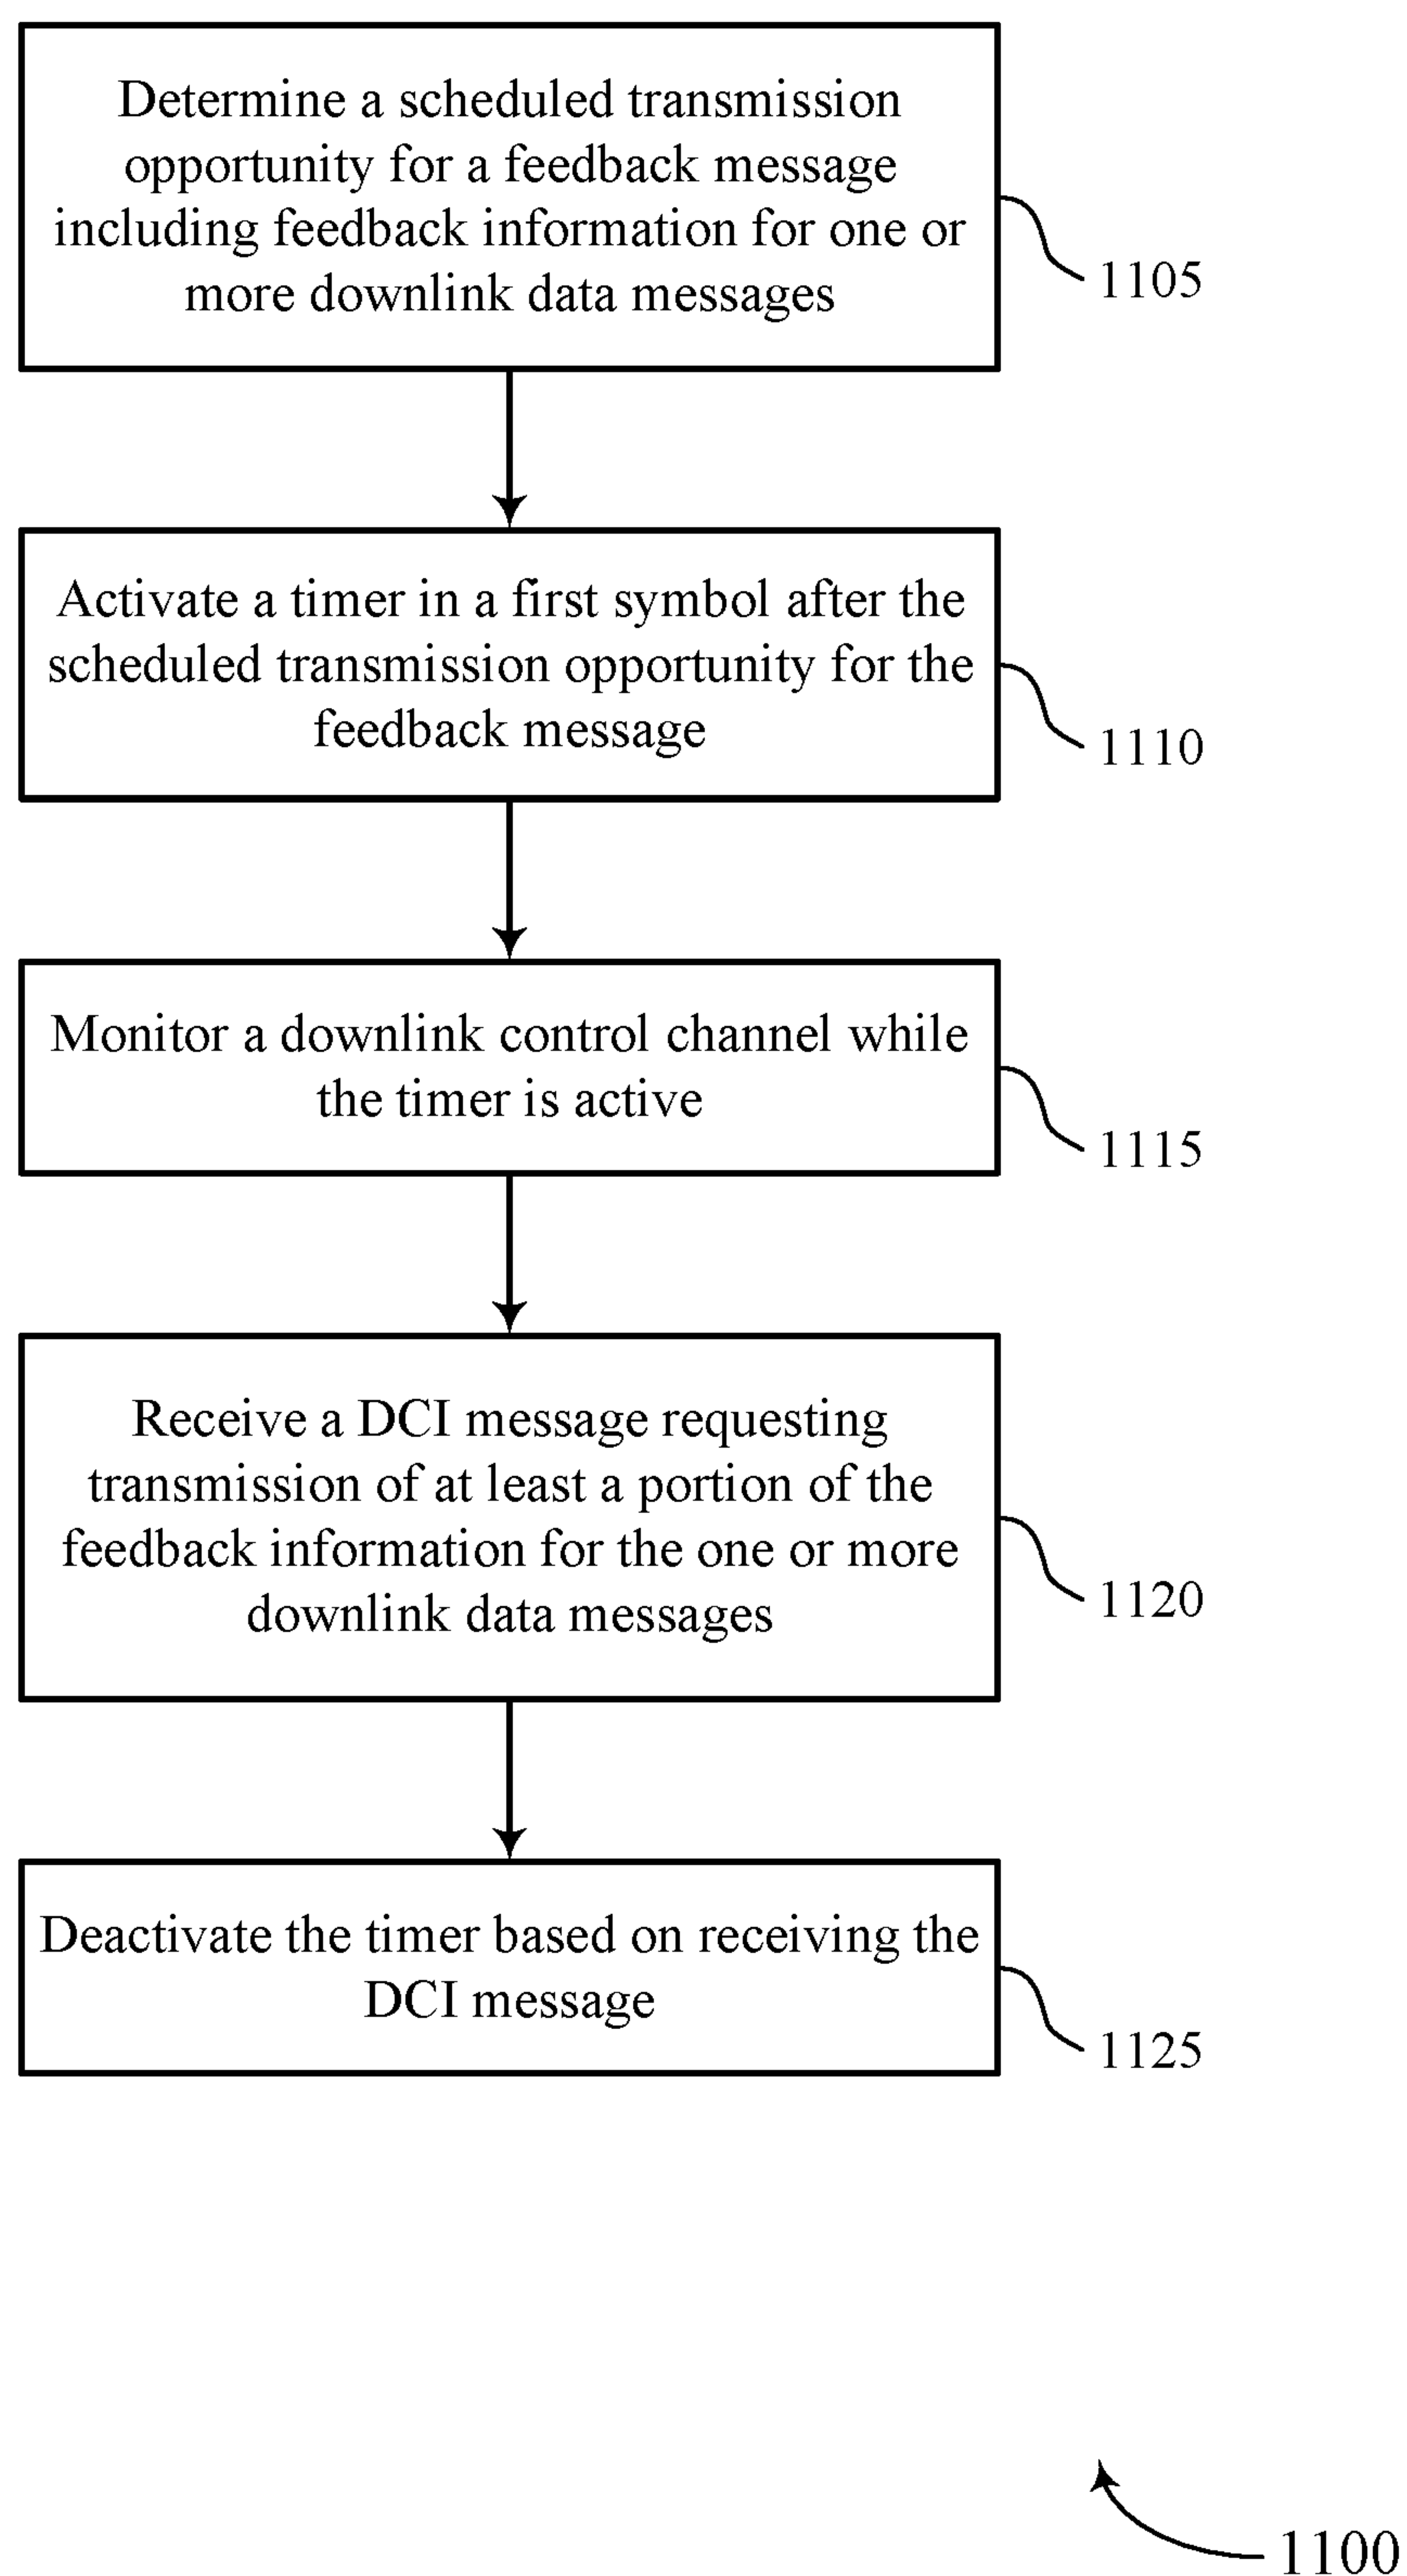 Determine a scheduled transmission
opportunity for a feedback message
including feedback information for one or
more downlink data messages
1105
Activate a timer in a first symbol after the
scheduled transmission opportunity for the
feedback message
1110
Monitor a downlink control channel while
the timer is active
1115
Receive a DCI message requesting
transmission of at least a portion of the
feedback information for the one or more
downlink data messages
1120
Deactivate the timer based on receiving the
DCI message
1125
1100